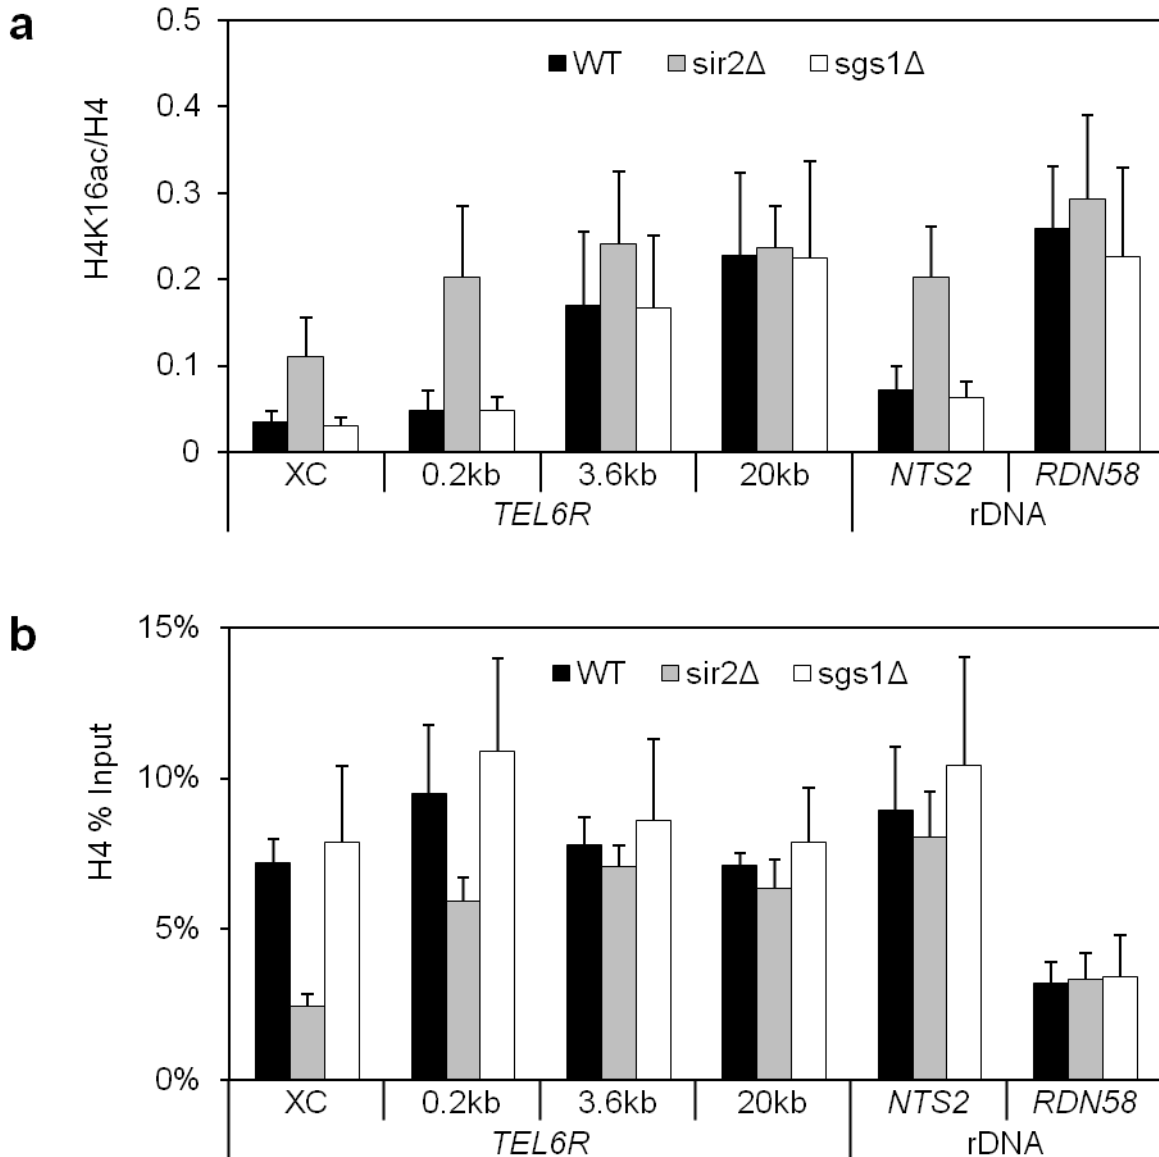 a
0.5
WT sir2Δ sgs1Δ
0.4
0.3
0.2
0.1
0
H4K16ac/H4
XC 0.2kb 3.6kb 20kb NTS2 RDN58
TEL6R rDNA
b
15%
WT sir2Δ sgs1Δ
10%
5%
0%
H4 % Input
XC 0.2kb 3.6kb 20kb NTS2 RDN58
TEL6R rDNA